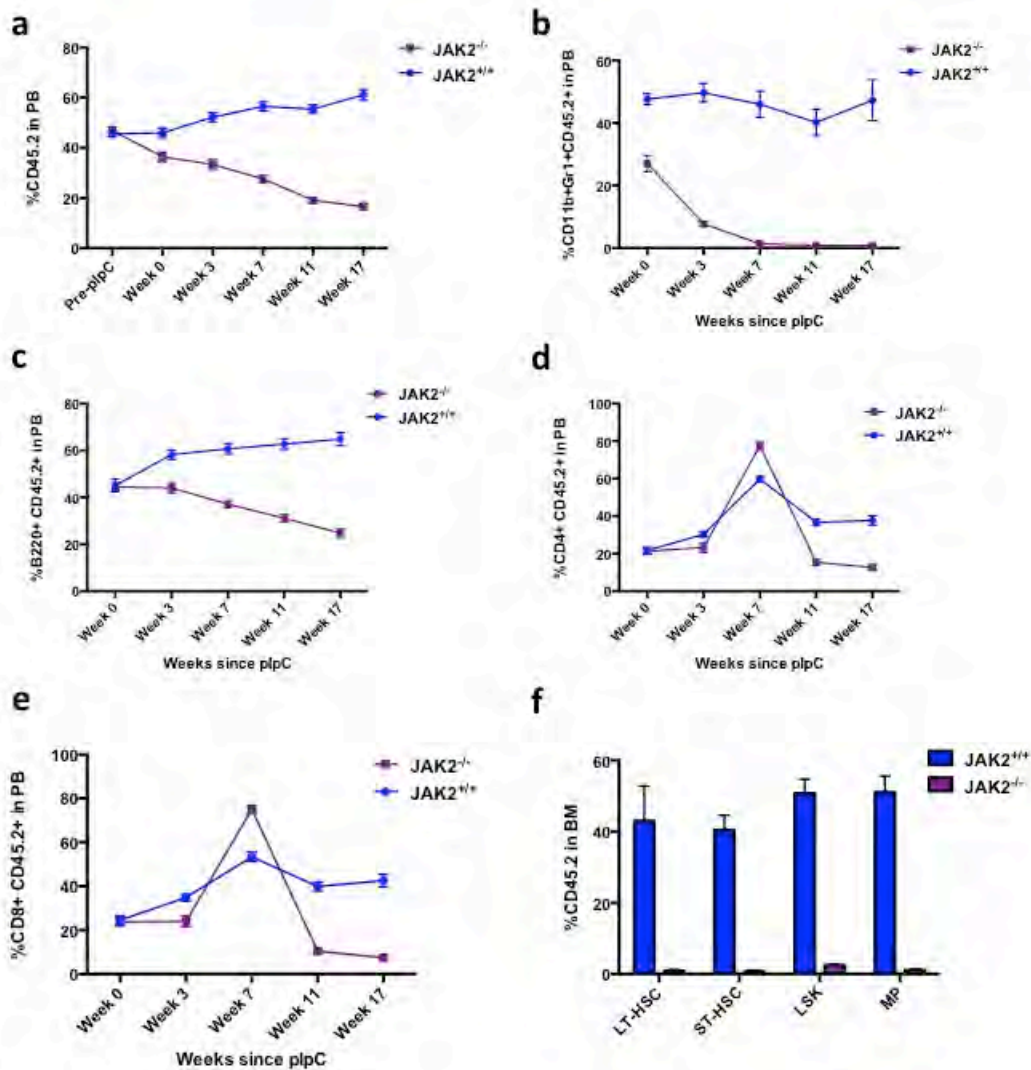 a
%CD45.2 in PB
80
60
40
20
0
Pre-pIpC
Week 0
Week 3
Week 7
Week 11
Week 17
JAK2-/-
JAK2+/+
b
%CD11b+Gr1+CD45.2+ in PB
60
40
20
0
Week 0
Week 3
Week 7
Week 11
Week 17
Weeks since pIpC
JAK2-/-
JAK2+/+
c
%B220+ CD45.2+ in PB
80
60
40
20
0
Week 0
Week 3
Week 7
Week 11
Week 17
Weeks since pIpC
JAK2-/-
JAK2+/+
d
%CD4+ CD45.2+ in PB
100
80
60
40
20
0
Week 0
Week 3
Week 7
Week 11
Week 17
Weeks since pIpC
JAK2-/-
JAK2+/+
e
%CD8+ CD45.2+ in PB
100
80
60
40
20
0
Week 0
Week 3
Week 7
Week 11
Week 17
Weeks since pIpC
JAK2-/-
JAK2+/+
f
%CD45.2 in BM
60
40
20
0
LT-HSC
ST-HSC
LSK
MP
JAK2+/+
JAK2-/-